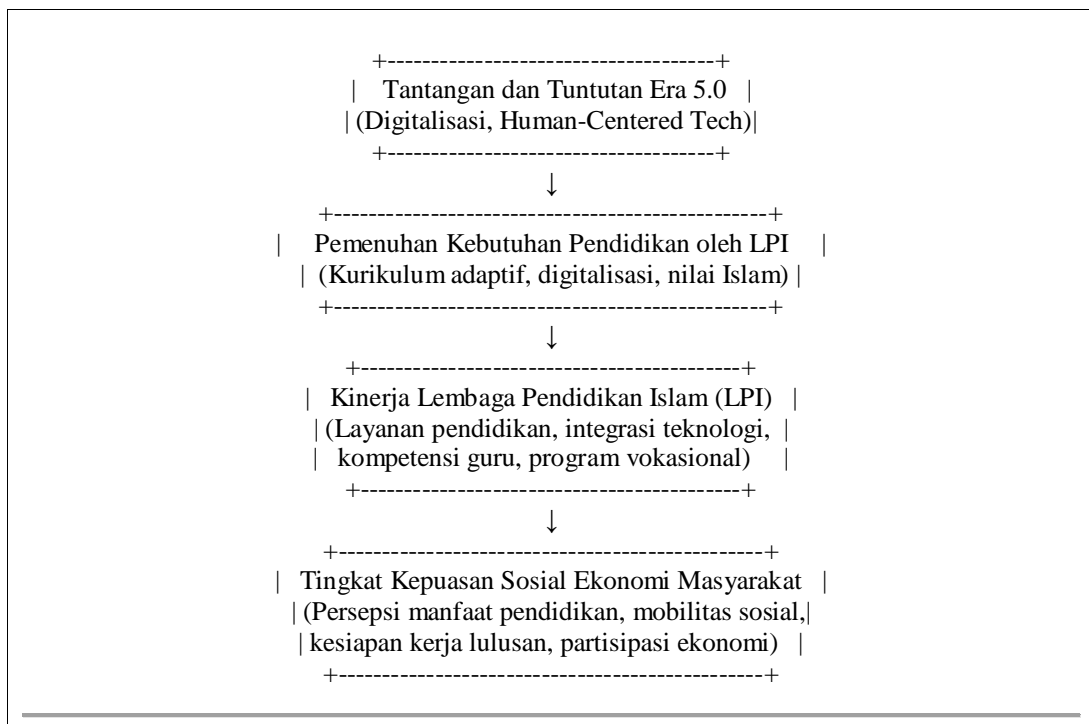 +--------------------------------------+
| Tantangan dan Tuntutan Era 5.0 |
| (Digitalisasi, Human-Centered Tech)|
+--------------------------------------+
↓
+--------------------------------------------------+
| Pemenuhan Kebutuhan Pendidikan oleh LPI |
| (Kurikulum adaptif, digitalisasi, nilai Islam) |
+--------------------------------------------------+
↓
+--------------------------------------------+
| Kinerja Lembaga Pendidikan Islam (LPI) |
| (Layanan pendidikan, integrasi teknologi, |
| kompetensi guru, program vokasional) |
+--------------------------------------------+
↓
+-------------------------------------------------+
| Tingkat Kepuasan Sosial Ekonomi Masyarakat |
| (Persepsi manfaat pendidikan, mobilitas sosial,|
| kesiapan kerja lulusan, partisipasi ekonomi) |
+-------------------------------------------------+